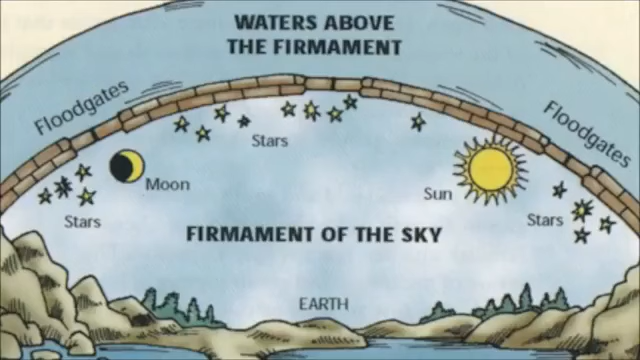 WATERS ABOVE
THE FIRMAMENT
Floodgates
Floodgates
Stars
Moon
Sun
Stars
Stars
FIRMAMENT OF THE SKY
EARTH